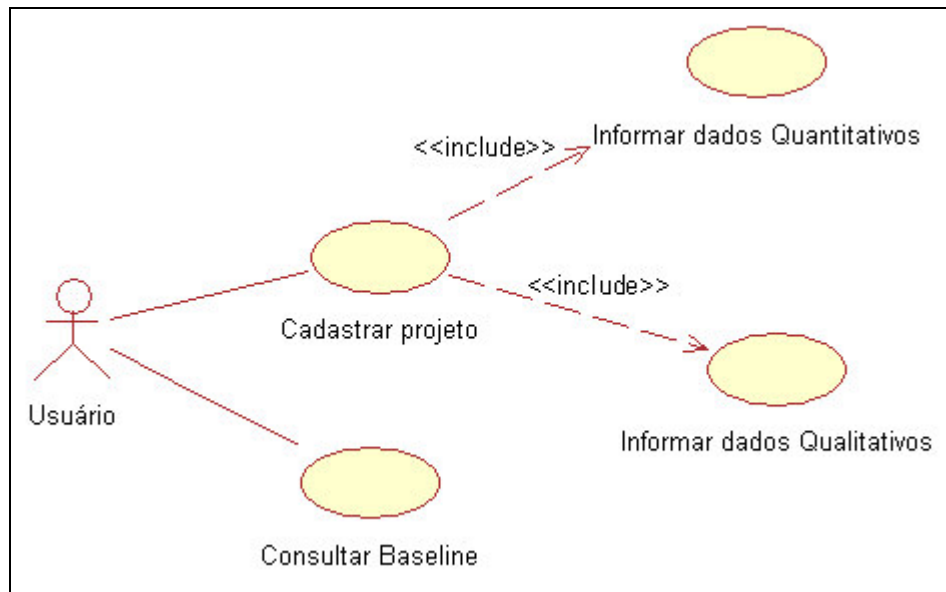 Informar dados Quantitativos
<<include>>
<<include>>
Cadastrar projeto
Usuário
Informar dados Qualitativos
Consultar Baseline